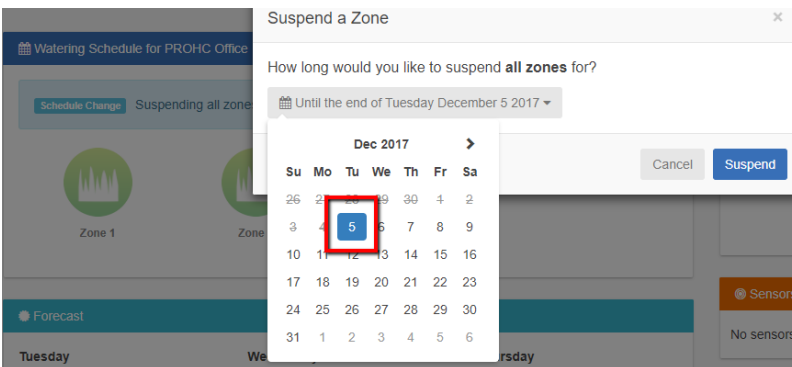 Suspend a Zone
×
Watering Schedule for PROHC Office
How long would you like to suspend all zones for?
Schedule Change Suspending all zone
Until the end of Tuesday December 5 2017
Dec 2017
Cancel Suspend
Su Mo Tu We Th Fr Sa
26 27 28 29 30 1 2
3 4 5 6 7 8 9
10 11 12 13 14 15 16
17 18 19 20 21 22 23
24 25 26 27 28 29 30
31 1 2 3 4 5 6
Zone 1
Zone
Sensors
Forecast
No sensors
Tuesday
We
rsday